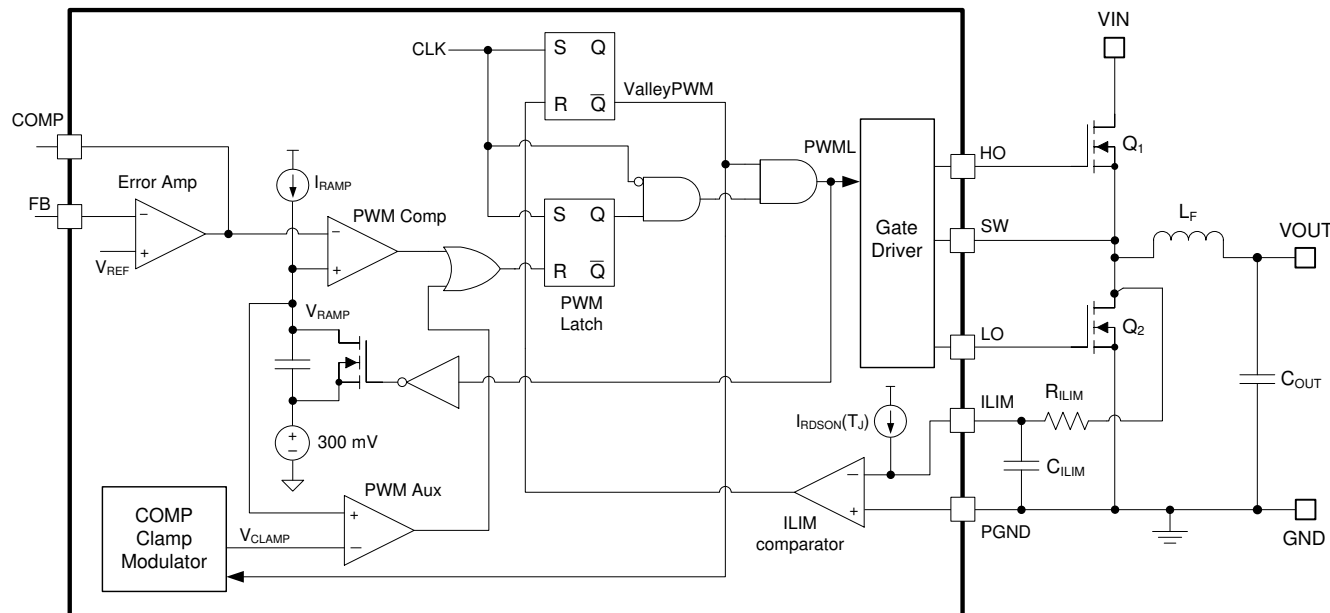 VIN
CLK
S Q
R Q̅
ValleyPWM
COMP
PWML
HO
Q1
Error Amp
IRAMP
FB
PWM Comp
S Q
R Q̅
LF
VOUT
SW
Gate
Driver
−
+
VREF
−
+
PWM
Latch
VRAMP
LO
Q2
COUT
RILIM
ILIM
IRDSON(TJ)
+
−
300 mV
CILIM
PWM Aux
−
+
COMP
Clamp
Modulator
VCLAMP
+
−
ILIM
comparator
PGND
GND